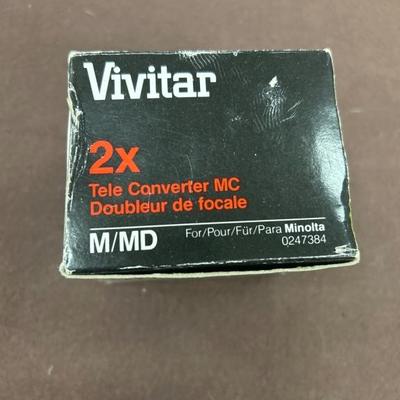 Vivitar
2x
Tele Converter MC
Doubleur de focale
M/MD For/Pour/Für/Para Minolta
0247384